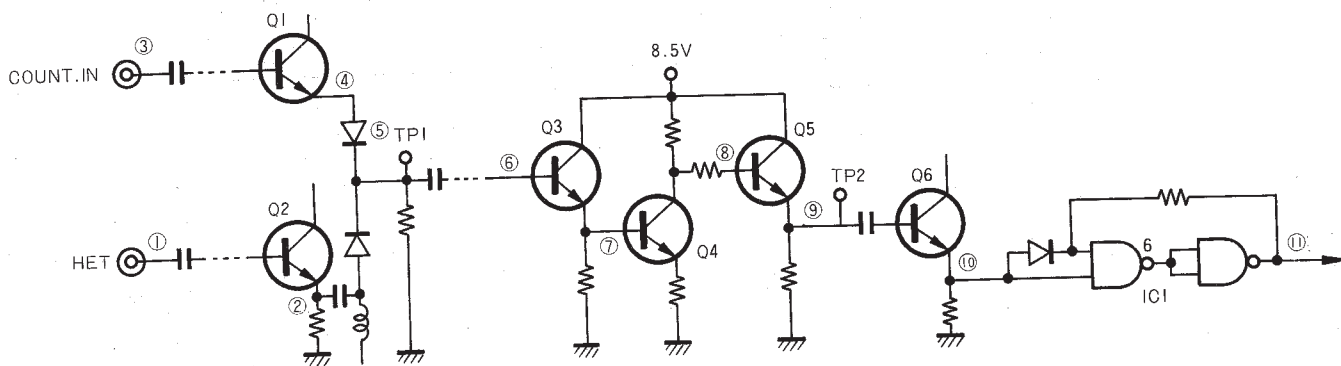 Q1
③
COUNT.IN
④
⑤ TP1
8.5V
Q3
Q5
⑥
⑧
TP2
Q6
Q2
⑨
①
⑦
Q4
6
⑪
HET
⑩
②
IC1